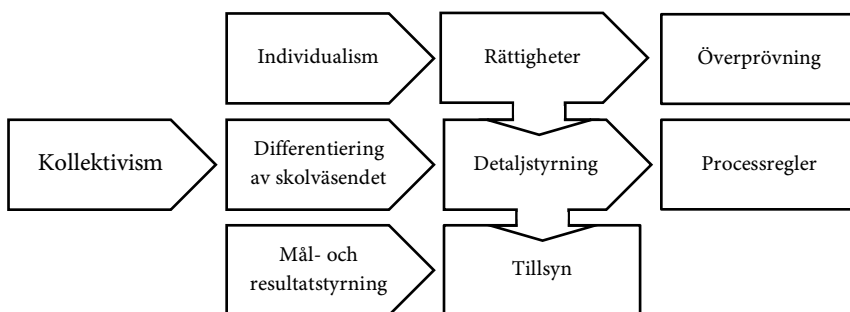 Individualism
Rättigheter
Överprövning
Kollektivism
Differentiering
av skolväsendet
Detaljstyrning
Processregler
Mål- och
resultatstyrning
Tillsyn